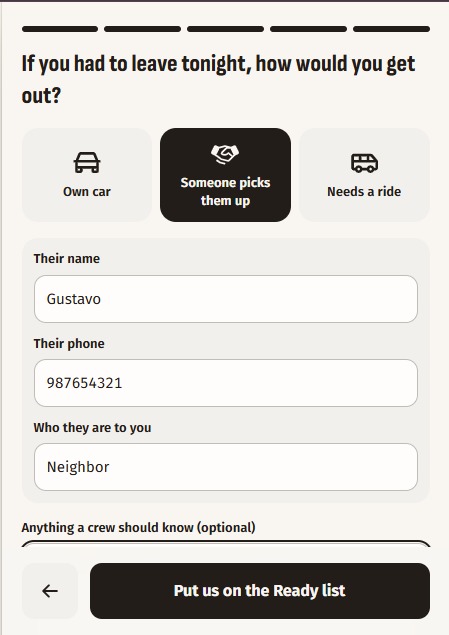 If you had to leave tonight, how would you get
out?
Own car
Someone picks
them up
Needs a ride
Their name
Gustavo
Their phone
987654321
Who they are to you
Neighbor
Anything a crew should know (optional)
Put us on the Ready list